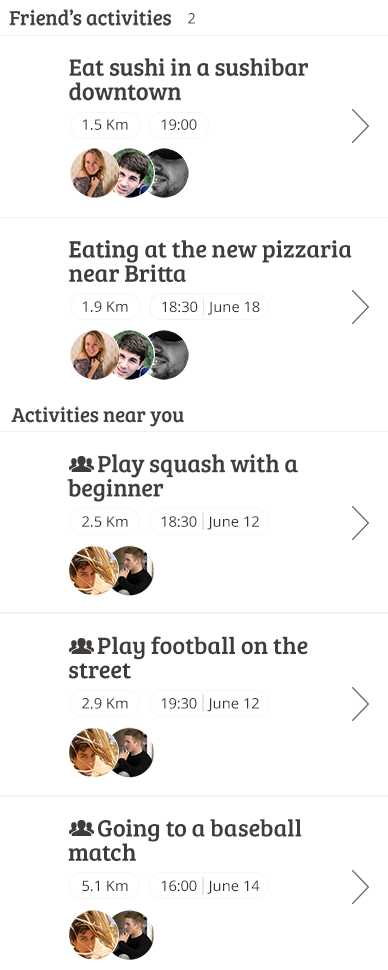 Friend's activities 2
Eat sushi in a sushibar
downtown
1.5 Km 19:00
Eating at the new pizzaria
near Britta
1.9 Km 18:30 June 18
Activities near you
Play squash with a
beginner
2.5 Km 18:30 June 12
Play football on the
street
2.9 Km 19:30 June 12
Going to a baseball
match
5.1 Km 16:00 June 14